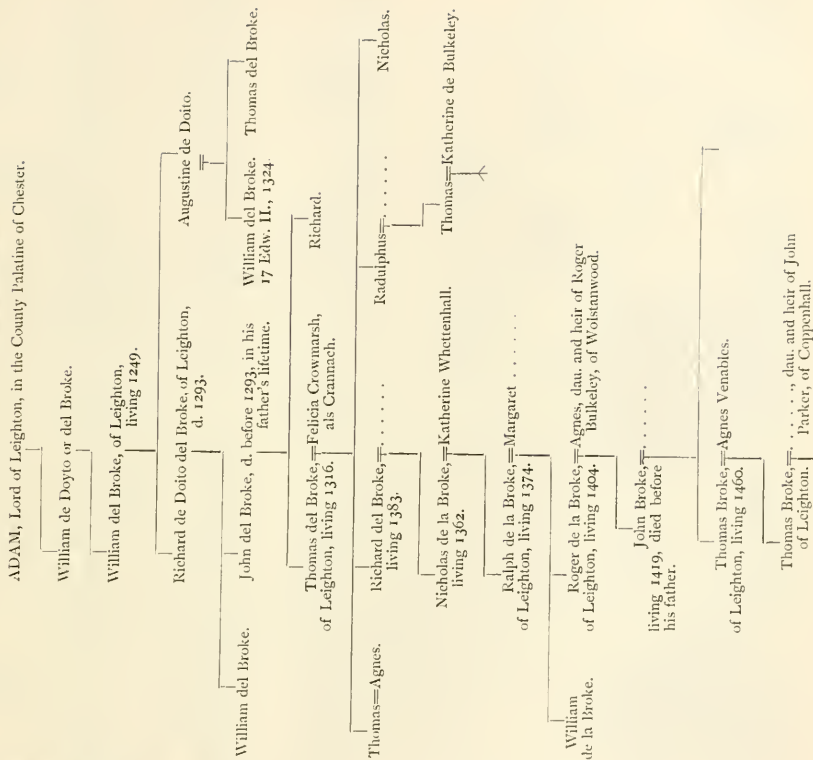 ADAM, Lord of Leighton, in the County Palatine of Chester.
William de Doyto or del Broke.
William del Broke, of Leighton,
living 1249.
Richard de Doito del Broke, of Leighton,
d. 1293.
Augustine de Doito.
William del Broke.
John del Broke, d. before 1293, in his
father's lifetime.
William del Broke.
17 Edw. II., 1324.
Thomas del Broke.
Thomas del Broke,=Felicia Crowmarsh,
of Leighton, living 1316. als Crannach.
Richard.
Thomas=Agnes.
Richard del Broke,=......
living 1383.
Radulphus=......
Nicholas.
Nicholas de la Broke,=Katherine Whettenhall.
living 1362.
Thomas=Katherine de Bulkeley.
Ralph de la Broke,=Margaret ......
of Leighton, living 1374.
William
de la Broke.
Roger de la Broke,=Agnes, dau. and heir of Roger
of Leighton, living 1404. Bulkeley, of Wolstanwood.
John Broke,=......
living 1419, died before
his father.
Thomas Broke,=Agnes Venables.
of Leighton, living 1460.
Thomas Broke,=......, dau. and heir of John
of Leighton. Parker, of Coppenhall.